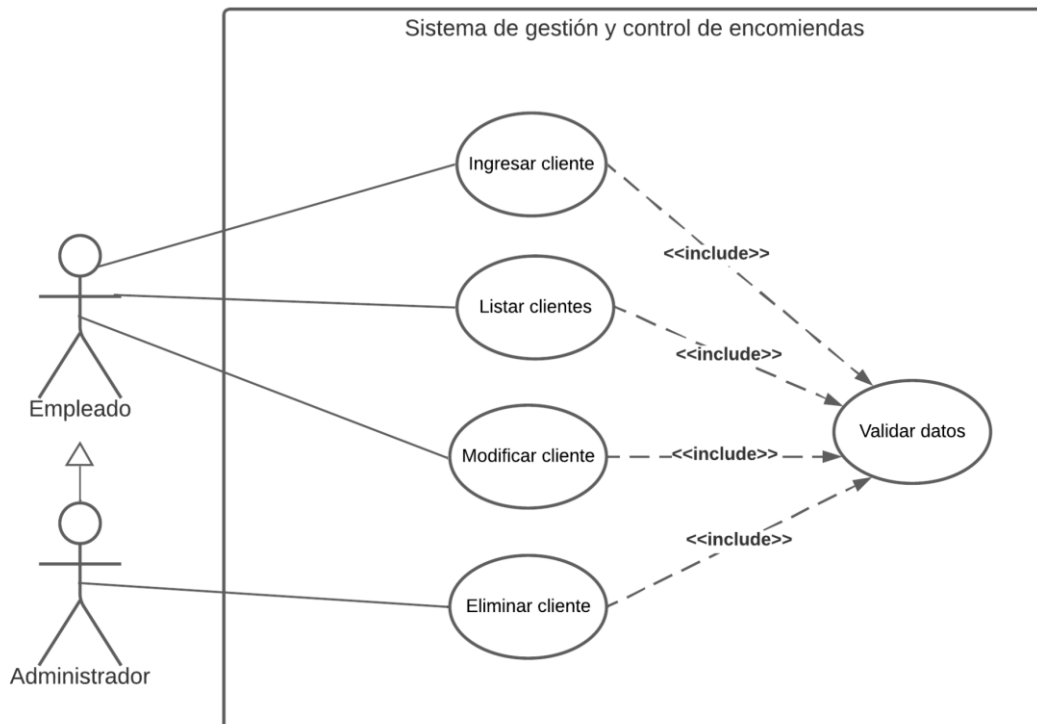 Sistema de gestión y control de encomiendas
Ingresar cliente
<<include>>
Listar clientes
<<include>>
Empleado
Validar datos
Modificar cliente
<<include>>
<<include>>
Eliminar cliente
Administrador